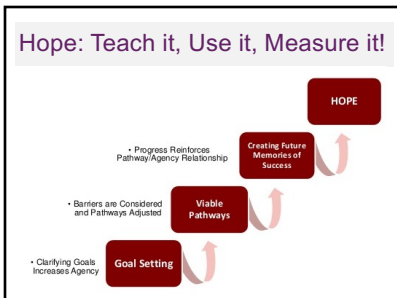 Hope: Teach it, Use it, Measure it!
HOPE
• Progress Reinforces
Pathway/Agency Relationship
Creating Future
Memories of
Success
• Barriers are Considered
and Pathways Adjusted
Viable
Pathways
• Clarifying Goals
Increases Agency
Goal Setting